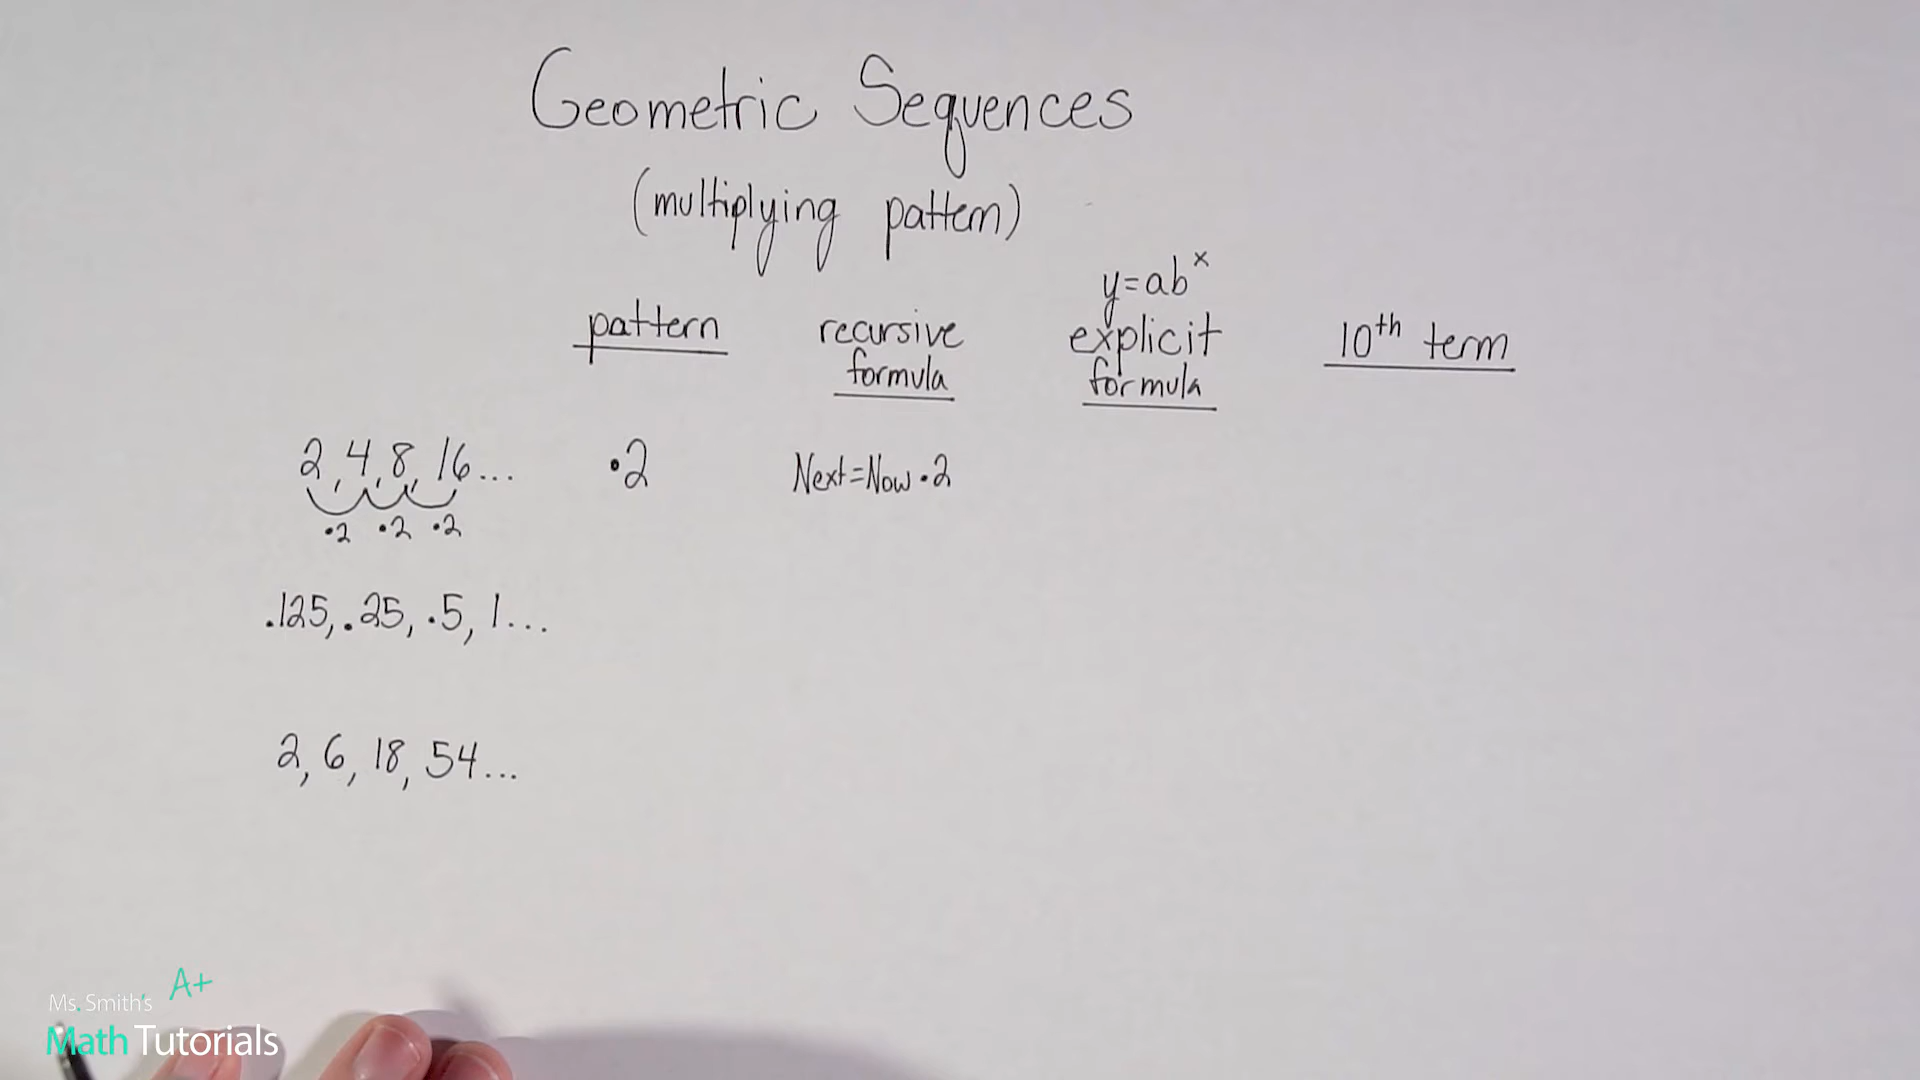 Geometric Sequences
(multiplying pattern)
y=abˣ
pattern
recursive
formula
explicit
formula
10ᵗʰ term
2, 4, 8, 16... •2 Next=Now•2
•2 •2 •2
.125, .25, .5, 1...
2, 6, 18, 54...
A+
Ms. Smith's
Math Tutorials